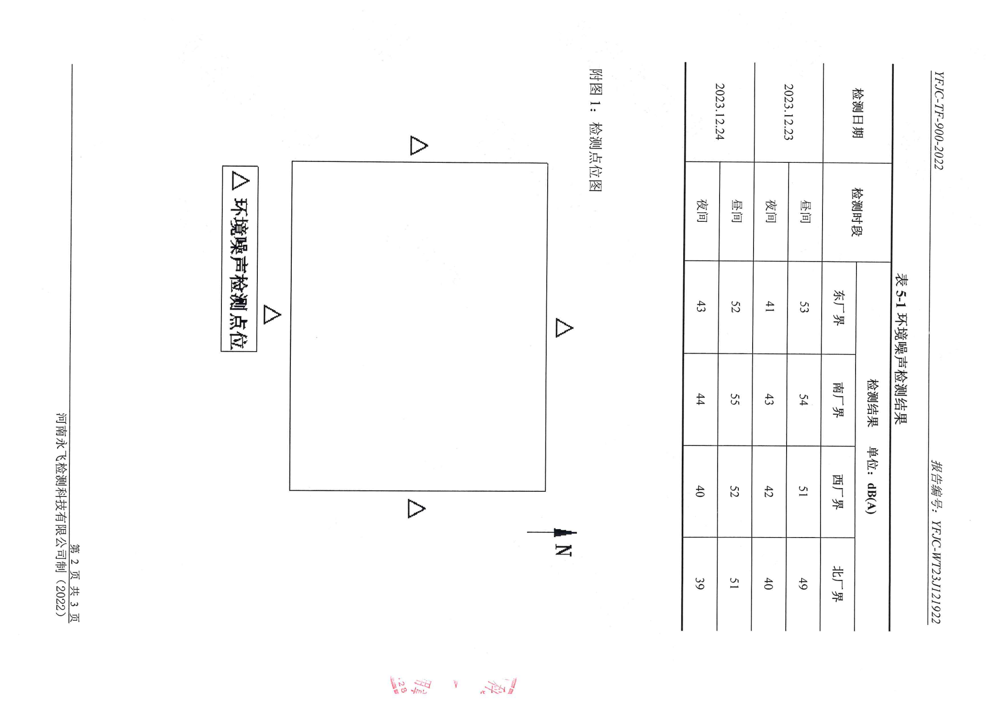 YFJC-TF-900-2022 报告编号：YFJC-WT23J121922
表 5-1 环境噪声检测结果
检测日期 检测时段 检测结果 单位：dB(A)
东厂界 南厂界 西厂界 北厂界
2023.12.23 昼间 53 54 51 49
夜间 41 43 42 40
2023.12.24 昼间 52 55 52 51
夜间 43 44 40 39
附图 1：检测点位图
N
△ 环境噪声检测点位
第 2 页 共 3 页
河南永飞检测科技有限公司制（2022）